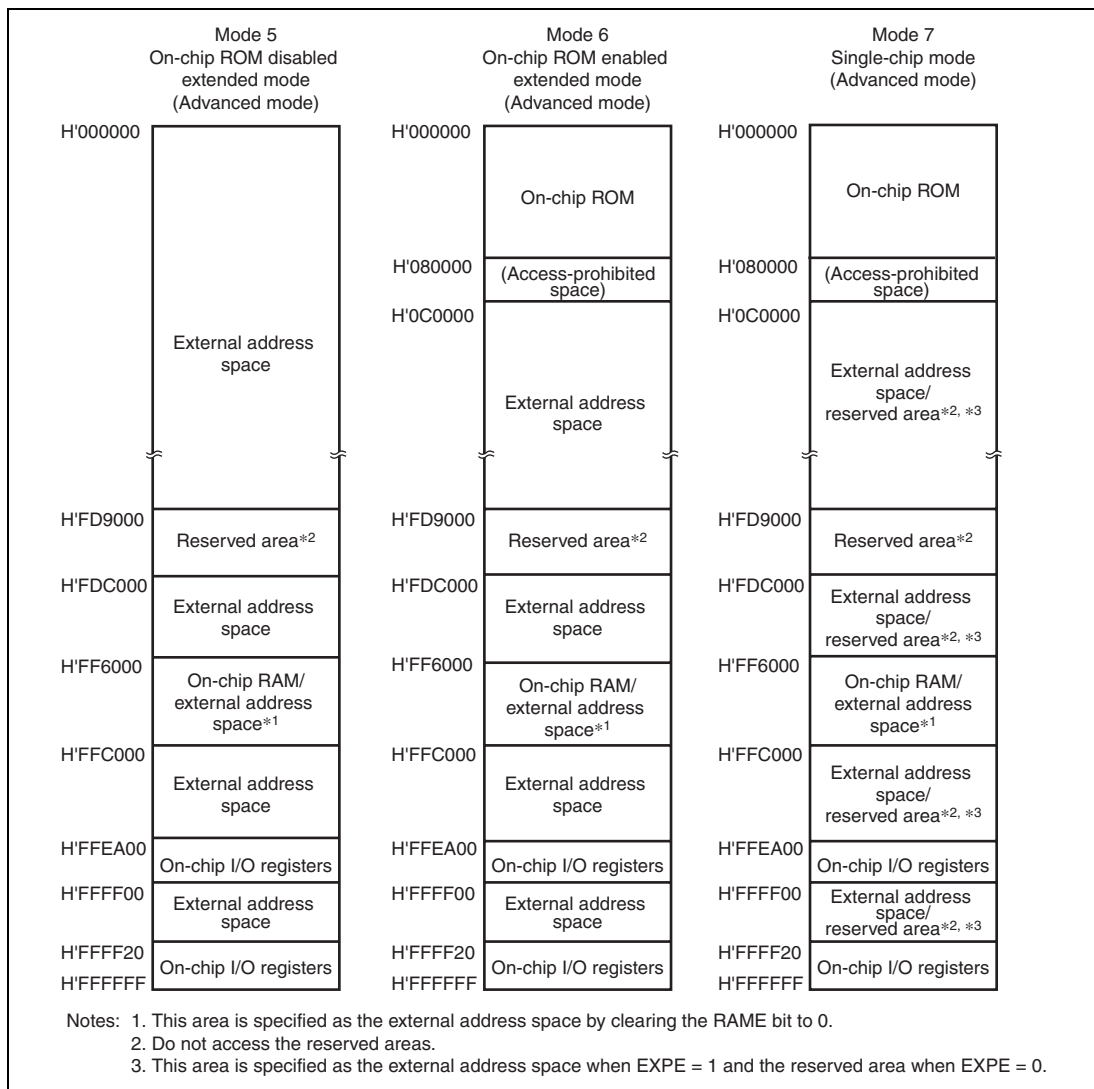 Mode 5
On-chip ROM disabled
extended mode
(Advanced mode)
H'000000
External address
space
H'FD9000
Reserved area*2
H'FDC000
External address
space
H'FF6000
On-chip RAM/
external address
space*1
H'FFC000
External address
space
H'FFEA00
On-chip I/O registers
H'FFFF00
External address
space
H'FFFF20
On-chip I/O registers
H'FFFFFF
Mode 6
On-chip ROM enabled
extended mode
(Advanced mode)
H'000000
On-chip ROM
H'080000
(Access-prohibited
space)
H'0C0000
External address
space
H'FD9000
Reserved area*2
H'FDC000
External address
space
H'FF6000
On-chip RAM/
external address
space*1
H'FFC000
External address
space
H'FFEA00
On-chip I/O registers
H'FFFF00
External address
space
H'FFFF20
On-chip I/O registers
H'FFFFFF
Mode 7
Single-chip mode
(Advanced mode)
H'000000
On-chip ROM
H'080000
(Access-prohibited
space)
H'0C0000
External address
space/
reserved area*2, *3
H'FD9000
Reserved area*2
H'FDC000
External address
space/
reserved area*2, *3
H'FF6000
On-chip RAM/
external address
space*1
H'FFC000
External address
space/
reserved area*2, *3
H'FFEA00
On-chip I/O registers
H'FFFF00
External address
space/
reserved area*2, *3
H'FFFF20
On-chip I/O registers
H'FFFFFF
Notes: 1. This area is specified as the external address space by clearing the RAME bit to 0.
2. Do not access the reserved areas.
3. This area is specified as the external address space when EXPE = 1 and the reserved area when EXPE = 0.